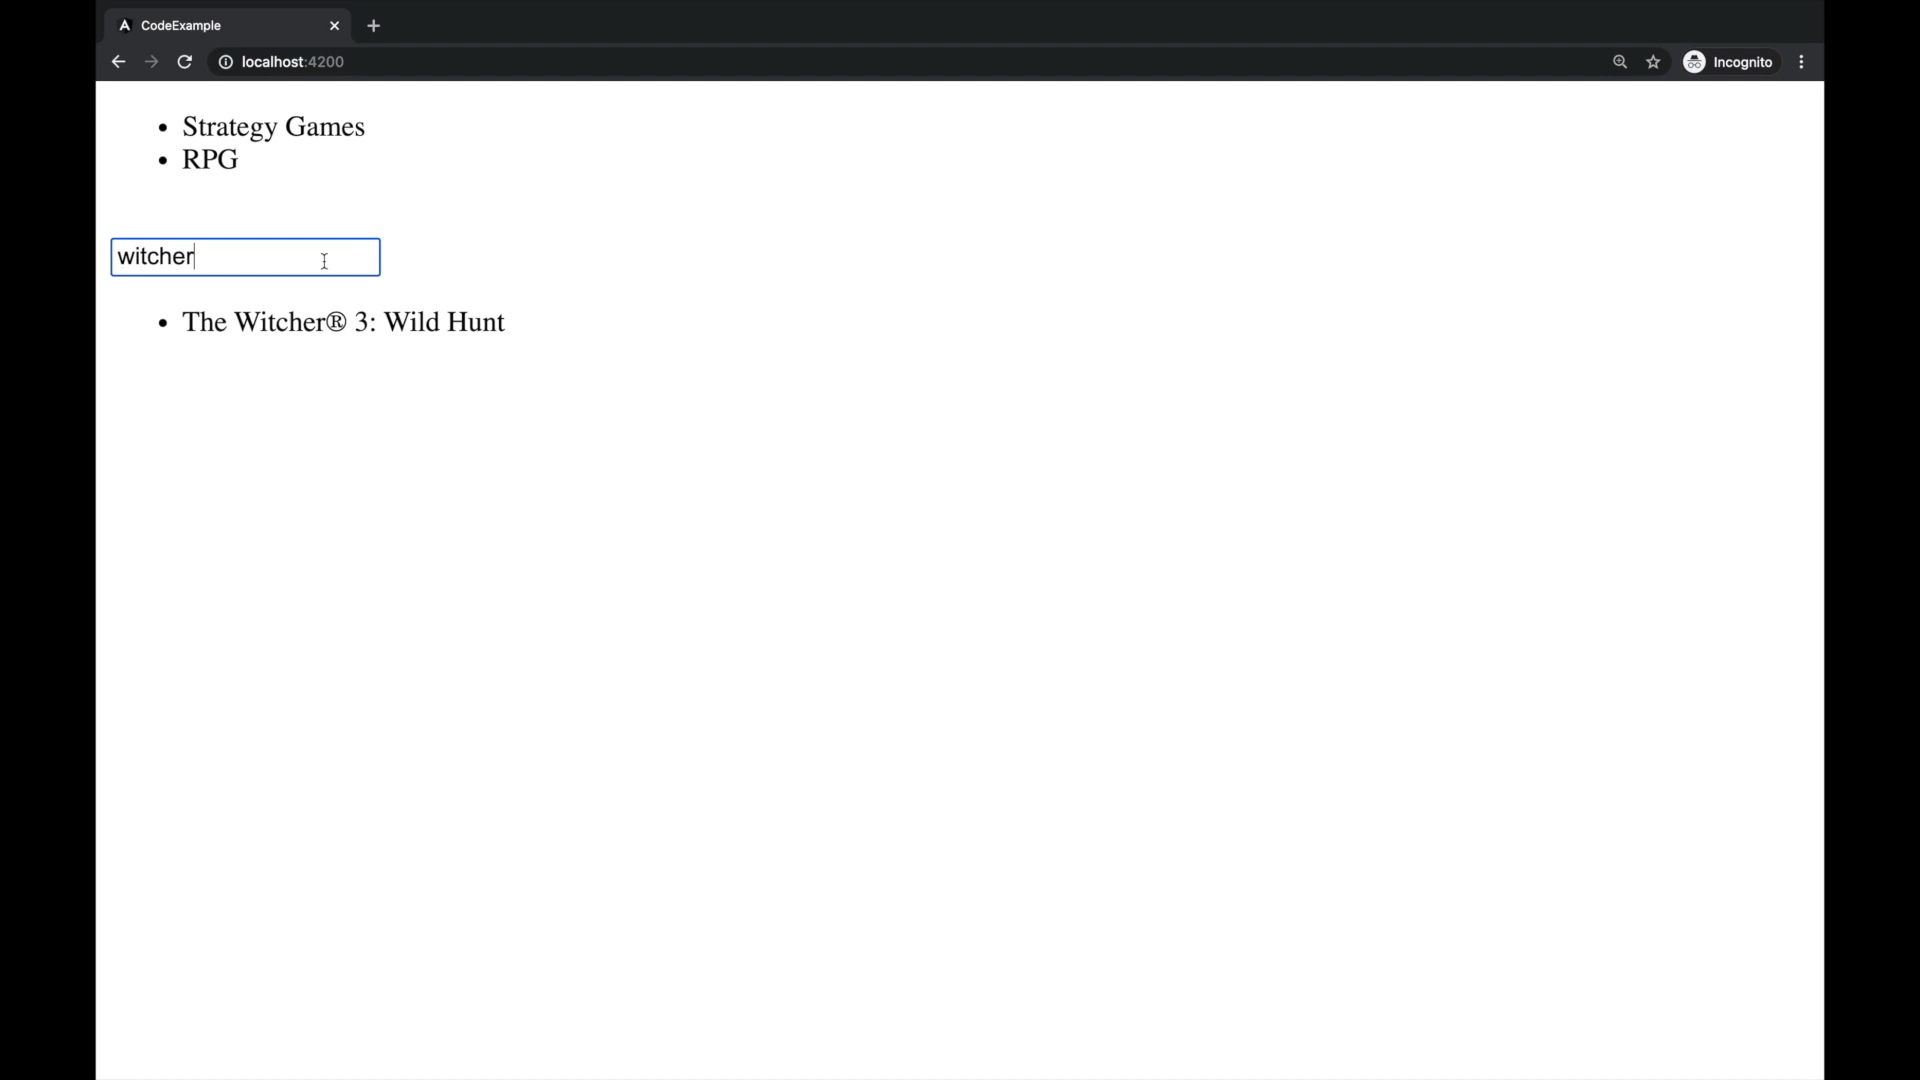 CodeExample
localhost:4200
Incognito
Strategy Games
RPG
witcher
The Witcher® 3: Wild Hunt